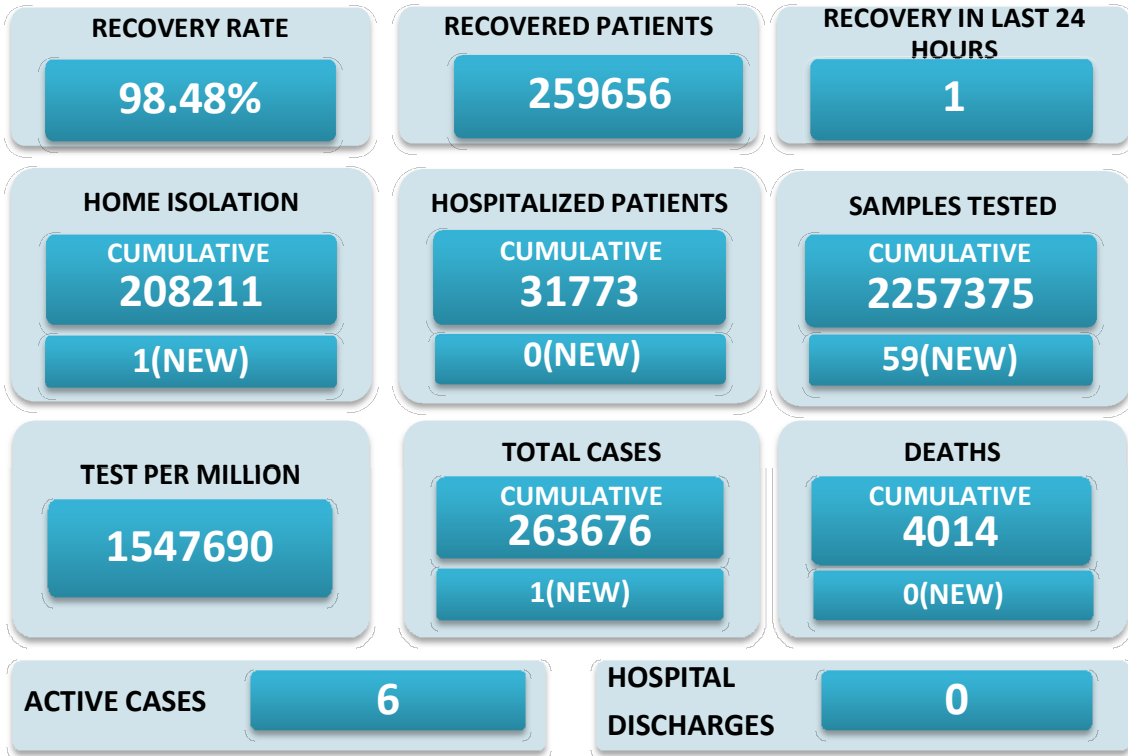 RECOVERY RATE
98.48%
RECOVERED PATIENTS
259656
RECOVERY IN LAST 24
HOURS
1
HOME ISOLATION
CUMULATIVE
208211
1(NEW)
HOSPITALIZED PATIENTS
CUMULATIVE
31773
0(NEW)
SAMPLES TESTED
CUMULATIVE
2257375
59(NEW)
TEST PER MILLION
1547690
TOTAL CASES
CUMULATIVE
263676
1(NEW)
DEATHS
CUMULATIVE
4014
0(NEW)
ACTIVE CASES
6
HOSPITAL
DISCHARGES
0